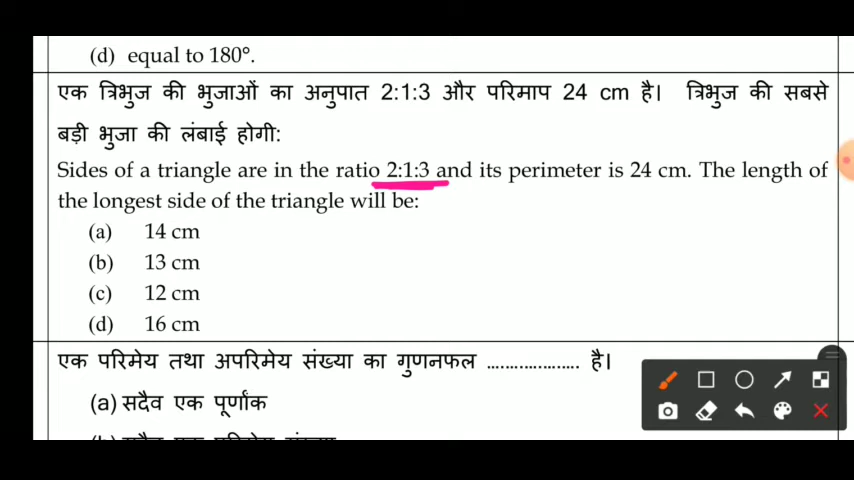 (d) equal to 180°.
एक त्रिभुज की भुजाओं का अनुपात 2:1:3 और परिमाप 24 cm है। त्रिभुज की सबसे
बड़ी भुजा की लंबाई होगी:
Sides of a triangle are in the ratio 2:1:3 and its perimeter is 24 cm. The length of
the longest side of the triangle will be:
(a) 14 cm
(b) 13 cm
(c) 12 cm
(d) 16 cm
एक परिमेय तथा अपरिमेय संख्या का गुणनफल ................... है।
(a) सदैव एक पूर्णांक